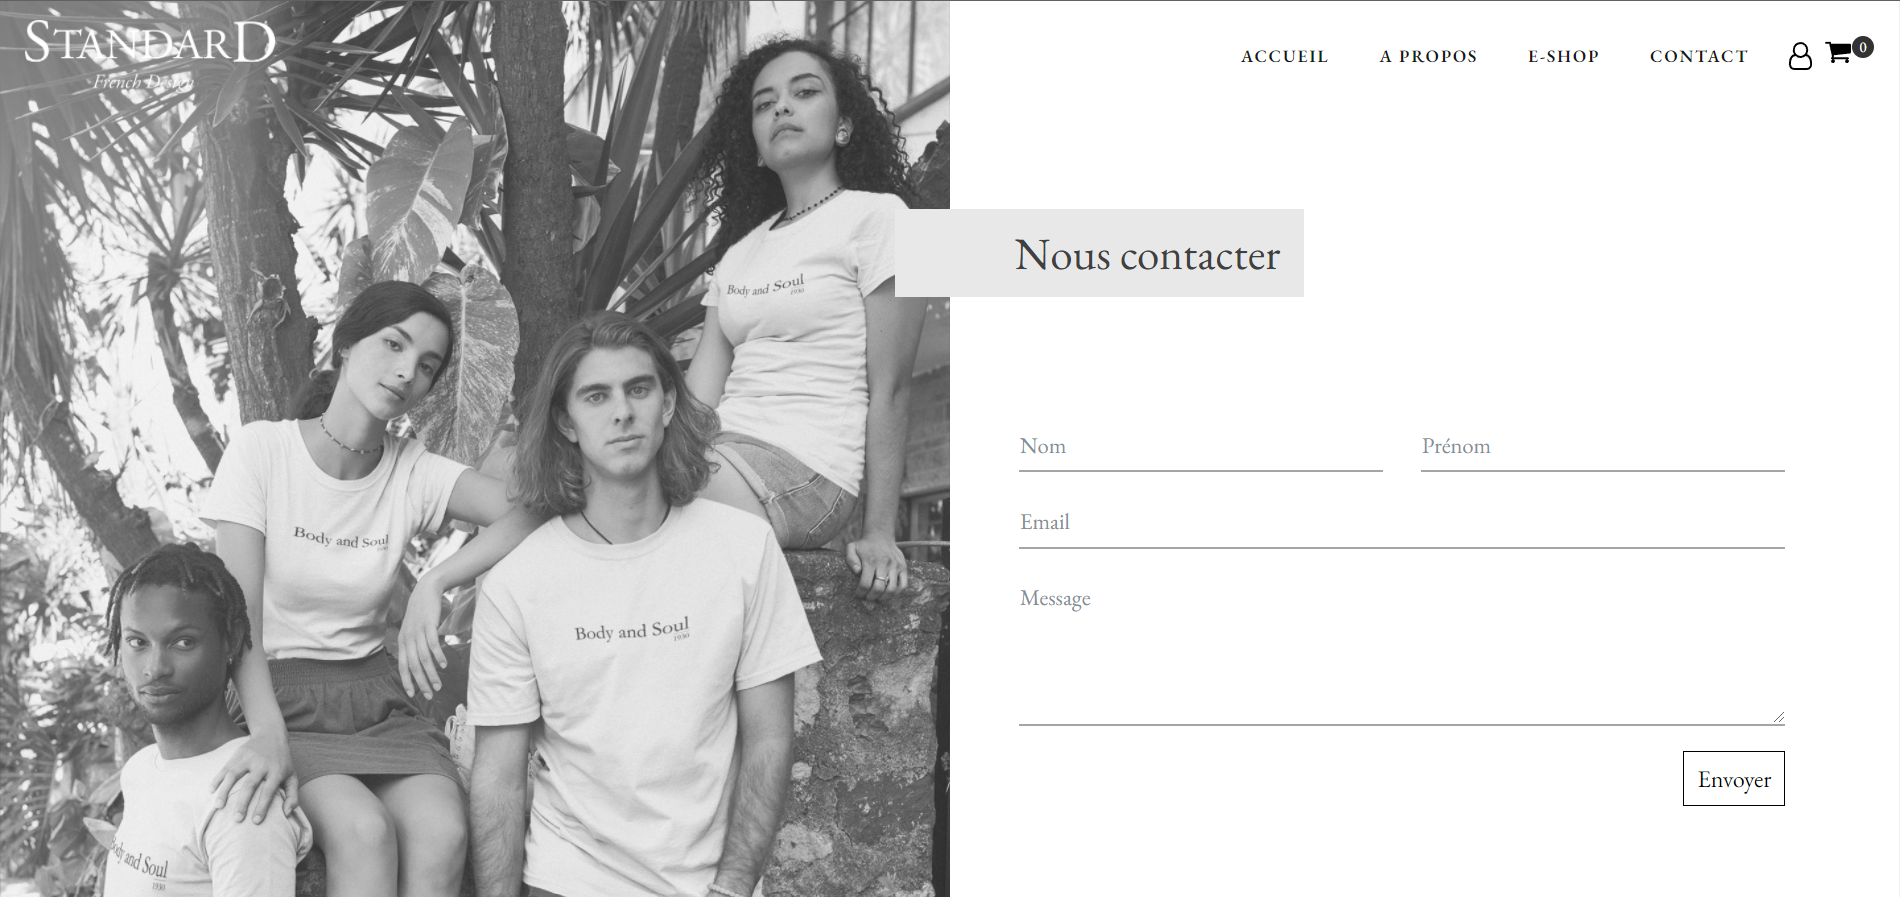 STANDARD
French Design
ACCUEIL
A PROPOS
E-SHOP
CONTACT
0
Nous contacter
Body and Soul
1930
Body and Soul
Body and Soul
1930
Body and Soul
1930
Nom
Prénom
Email
Message
Envoyer